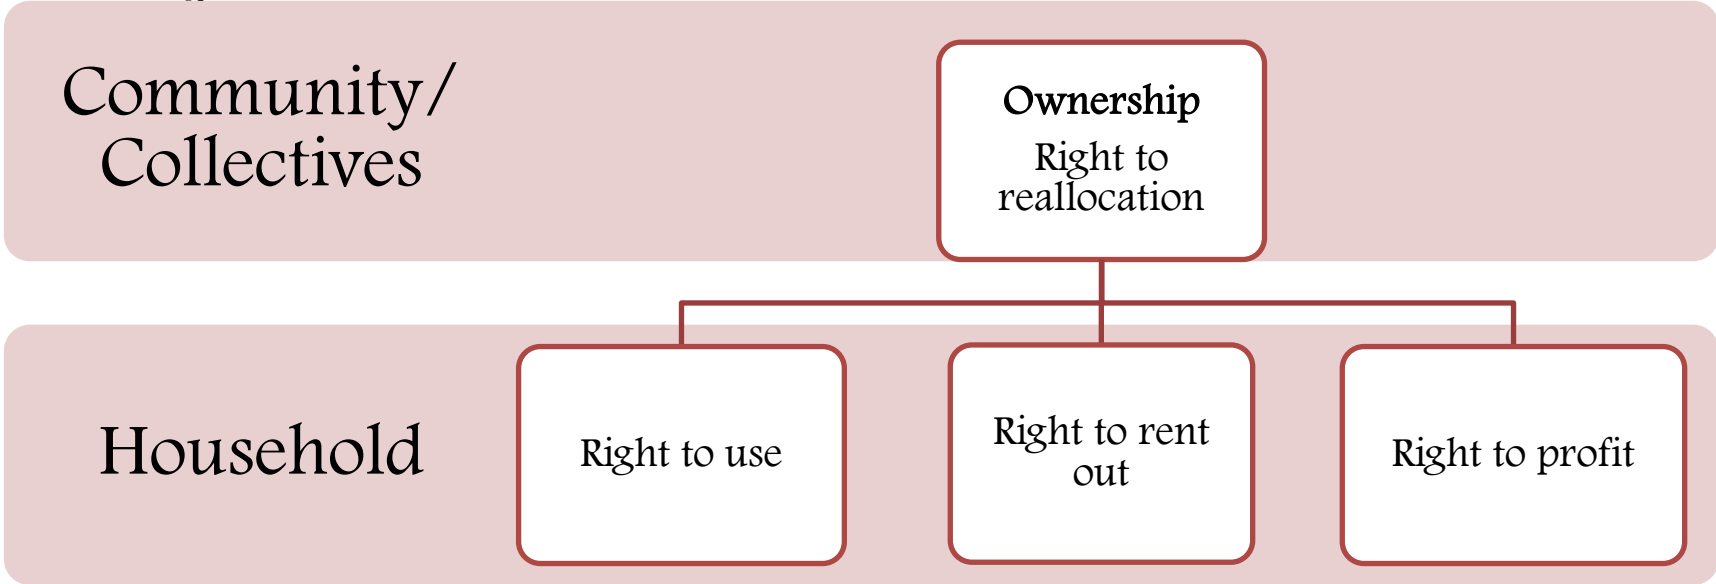 Community/
Collectives
Ownership
Right to
reallocation
Household
Right to use
Right to rent
out
Right to profit